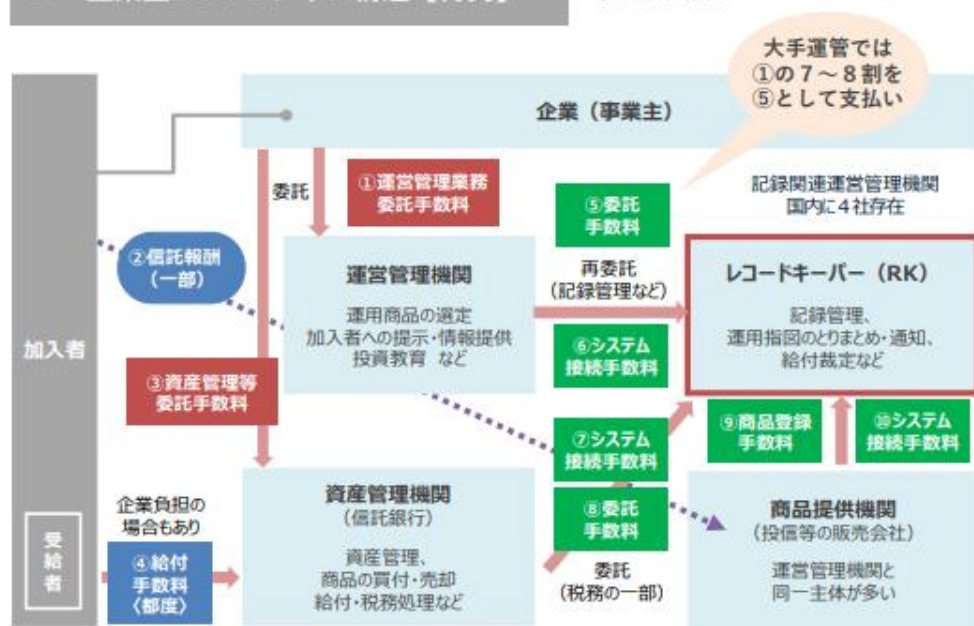 大手運管では
①の７～８割を
⑤として支払い
企業（事業主）
委託
①運営管理業務
委託手数料
⑤委託
手数料
記録関連運営管理機関
国内に４社存在
②信託報酬
（一部）
運営管理機関
運用商品の選定
加入者への提示・情報提供
投資教育 など
再委託
（記録管理など）
レコードキーパー（RK）
記録管理、
運用指図のとりまとめ・通知、
給付裁定など
加入者
⑥システム
接続手数料
③資産管理等
委託手数料
⑦システム
接続手数料
⑨商品登録
手数料
⑩システム
接続手数料
企業負担の
場合もあり
資産管理機関
（信託銀行）
資産管理、
商品の買付・売却
給付・税務処理など
⑧委託
手数料
委託
（税務の一部）
商品提供機関
（投信等の販売会社）
運営管理機関と
同一主体が多い
受給者
④給付
手数料
〈都度〉